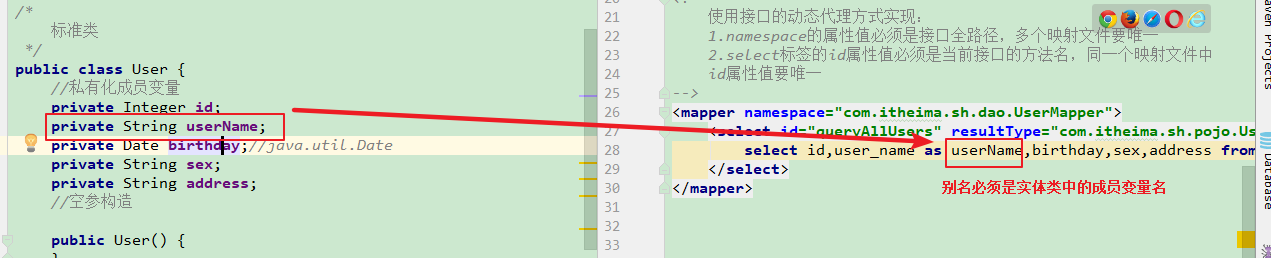 /*
标准类
*/
public class User {
//私有化成员变量
private Integer id;
private String userName;
private Date birthday;//java.util.Date
private String sex;
private String address;
//空参构造
public User() {
20
21
22
23
24
25
26
27
28
29
30
31
32
33
使用接口的动态代理方式实现：
1.namespace的属性值必须是接口全路径，多个映射文件要唯一
2.select标签的id属性值必须是当前接口的方法名，同一个映射文件中
id属性值要唯一
-->
<mapper namespace="com.itheima.sh.dao.UserMapper">
<select id="queryAllUsers" resultType="com.itheima.sh.pojo.Us
select id,user_name as userName,birthday,sex,address from
</select>
</mapper>
别名必须是实体类中的成员变量名
aven Projects
Database